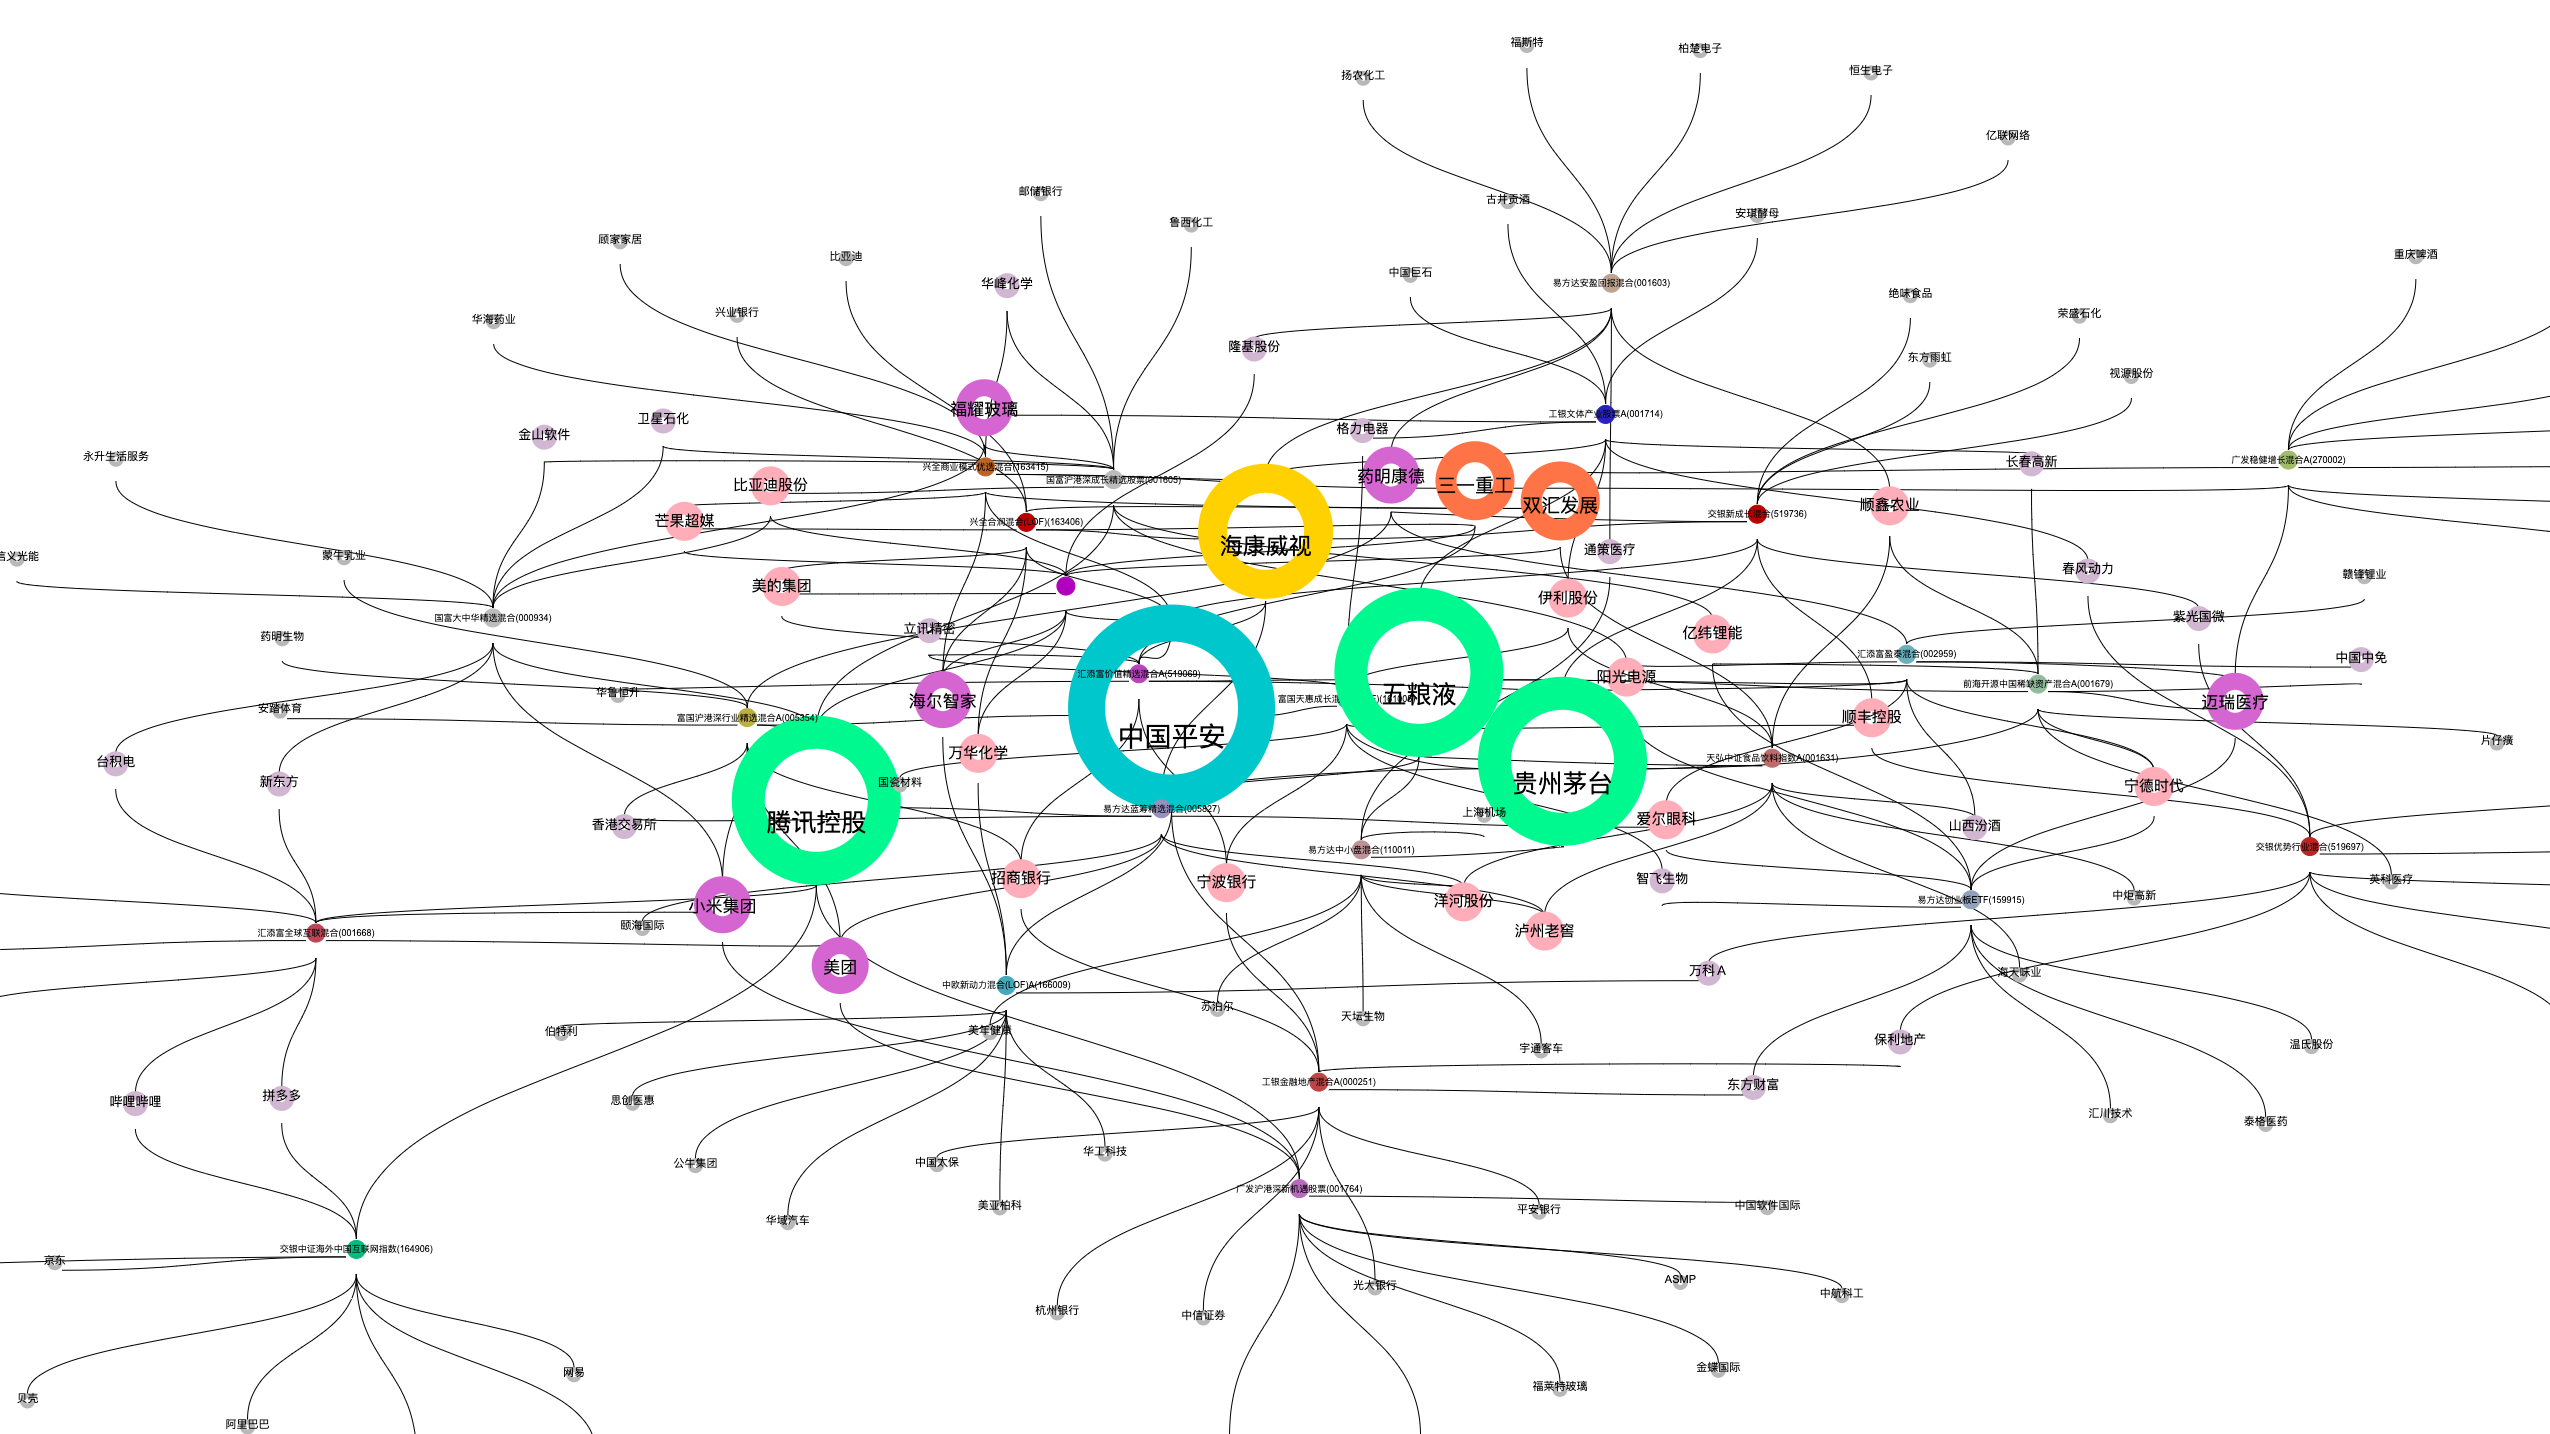 福斯特
柏楚电子
扬农化工
恒生电子
亿联网络
邮储银行
古井贡酒
鲁西化工
安琪酵母
顾家家居
比亚迪
重庆啤酒
中国巨石
华峰化学
易方达安盈回报混合(001603)
绝味食品
兴业银行
荣盛石化
华海药业
隆基股份
东方雨虹
视源股份
福耀玻璃
工银文体产业股票A(001714)
卫星石化
格力电器
金山软件
永升生活服务
广发稳健增长混合A(270002)
长春高新
兴全商业模式优选混合(163415)
药明康德
国富沪港深成长精选股票(001605)
比亚迪股份
三一重工
双汇发展
顺鑫农业
交银新成长混合(519736)
芒果超媒
兴全合润混合(LOF)(163406)
海康威视
通策医疗
信义光能
蒙牛乳业
春风动力
赣锋锂业
美的集团
伊利股份
国富大中华精选混合(000934)
紫光国微
立讯精密
亿纬锂能
药明生物
汇添富盈泰混合(002959)
中国中免
汇添富价值精选混合A(519069)
阳光电源
前海开源中国稀缺资产混合A(001679)
华鲁恒升
五粮液
富国天惠成长混合
海尔智家
迈瑞医疗
安踏体育
富国沪港深行业精选混合A(005354)
顺丰控股
中国平安
片仔癀
万华化学
天弘中证食品饮料指数A(001631)
台积电
新东方
国瓷材料
贵州茅台
宁德时代
易方达蓝筹精选混合(005827)
上海机场
腾讯控股
香港交易所
爱尔眼科
山西汾酒
交银优势行业混合(519697)
易方达中小盘混合(110011)
招商银行
宁波银行
智飞生物
英科医疗
中炬高新
洋河股份
易方达创业板ETF(159915)
小米集团
颐海国际
泸州老窖
汇添富全球互联混合(001668)
美团
万科A
海天味业
中欧新动力混合(LOF)A(166009)
苏泊尔
天坛生物
伯特利
美年健康
保利地产
温氏股份
宇通客车
工银金融地产混合A(000251)
东方财富
哔哩哔哩
拼多多
思创医惠
汇川技术
泰格医药
华工科技
公牛集团
中国太保
广发沪港深新机遇股票(001764)
美亚柏科
中国软件国际
平安银行
华域汽车
交银中证海外中国互联网指数(164906)
京东
ASMP
光大银行
中航科工
杭州银行
中信证券
金蝶国际
网易
福莱特玻璃
贝壳
阿里巴巴